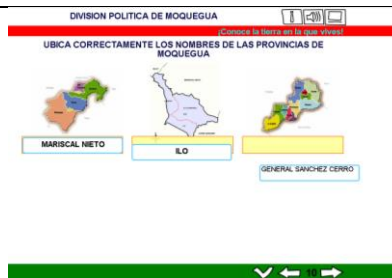 DIVISION POLITICA DE MOQUEGUA
¡Conoce la tierra en la que vives!
UBICA CORRECTAMENTE LOS NOMBRES DE LAS PROVINCIAS DE
MOQUEGUA
MARISCAL NIETO
ILO
GENERAL SANCHEZ CERRO
10